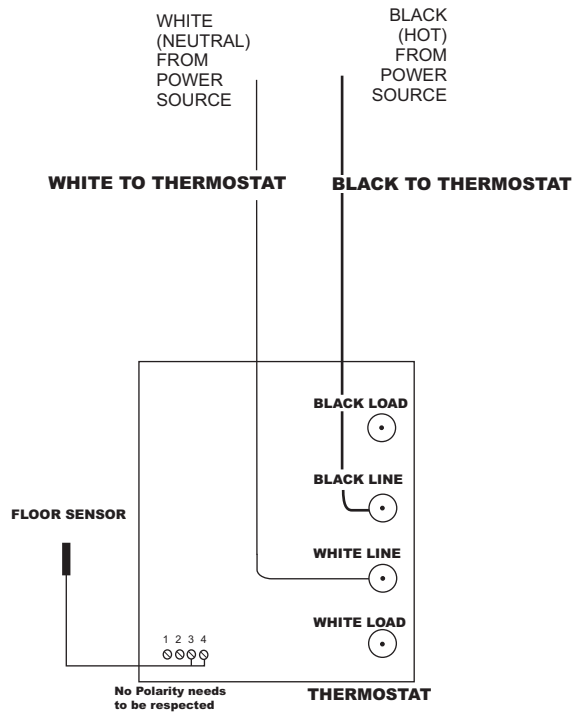 WHITE
(NEUTRAL)
FROM
POWER
SOURCE
BLACK
(HOT)
FROM
POWER
SOURCE
WHITE TO THERMOSTAT
BLACK TO THERMOSTAT
BLACK LOAD
BLACK LINE
FLOOR SENSOR
WHITE LINE
WHITE LOAD
1 2 3 4
No Polarity needs
to be respected
THERMOSTAT